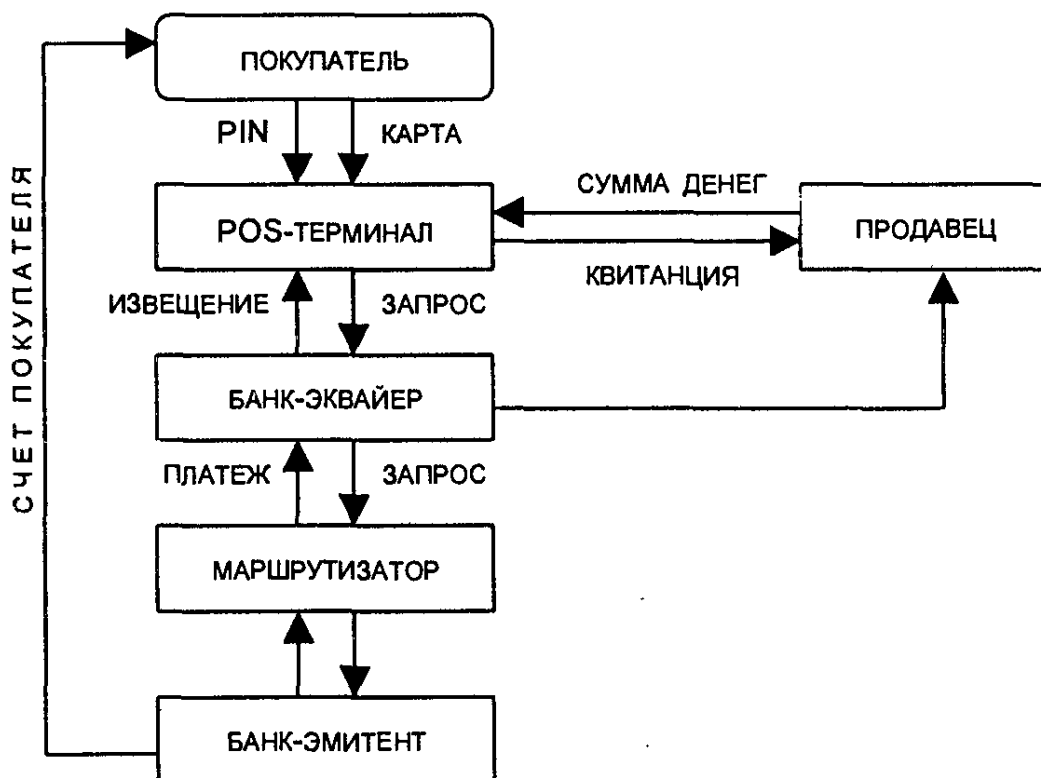 ПОКУПАТЕЛЬ
PIN
КАРТА
СУММА ДЕНЕГ
POS-ТЕРМИНАЛ
ПРОДАВЕЦ
КВИТАНЦИЯ
ИЗВЕЩЕНИЕ
ЗАПРОС
БАНК-ЭКВАЙЕР
СЧЕТ ПОКУПАТЕЛЯ
ПЛАТЕЖ
ЗАПРОС
МАРШРУТИЗАТОР
БАНК-ЭМИТЕНТ